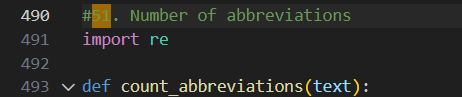 490 #51. Number of abbreviations
491 import re
492
493 def count_abbreviations(text):